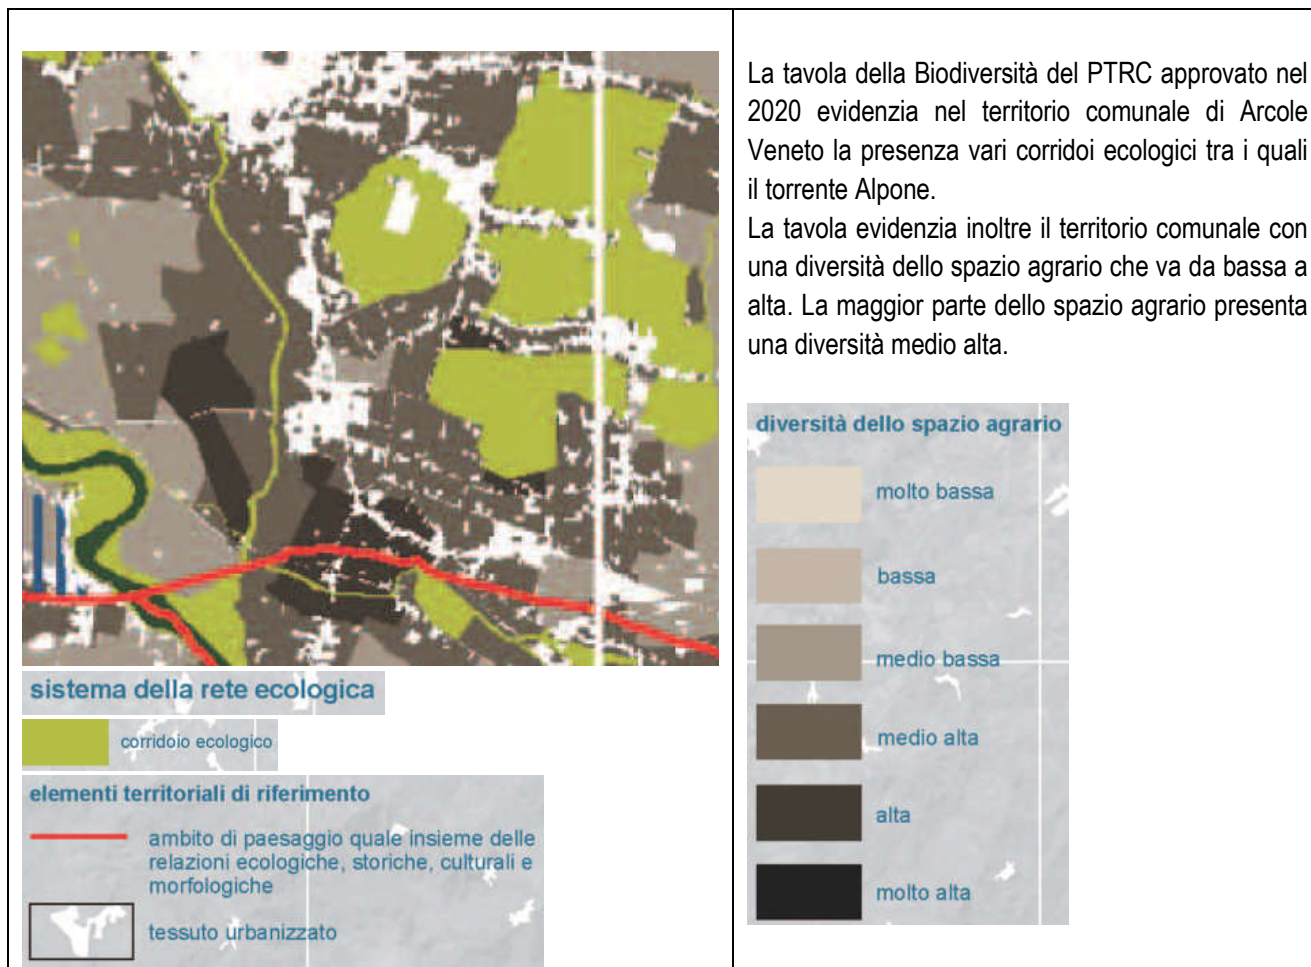 La tavola della Biodiversità del PTRC approvato nel
2020 evidenzia nel territorio comunale di Arcole
Veneto la presenza vari corridoi ecologici tra i quali
il torrente Alpone.
La tavola evidenzia inoltre il territorio comunale con
una diversità dello spazio agrario che va da bassa a
alta. La maggior parte dello spazio agrario presenta
una diversità medio alta.
diversità dello spazio agrario
molto bassa
bassa
medio bassa
medio alta
alta
molto alta
sistema della rete ecologica
corridoio ecologico
elementi territoriali di riferimento
ambito di paesaggio quale insieme delle
relazioni ecologiche, storiche, culturali e
morfologiche
tessuto urbanizzato